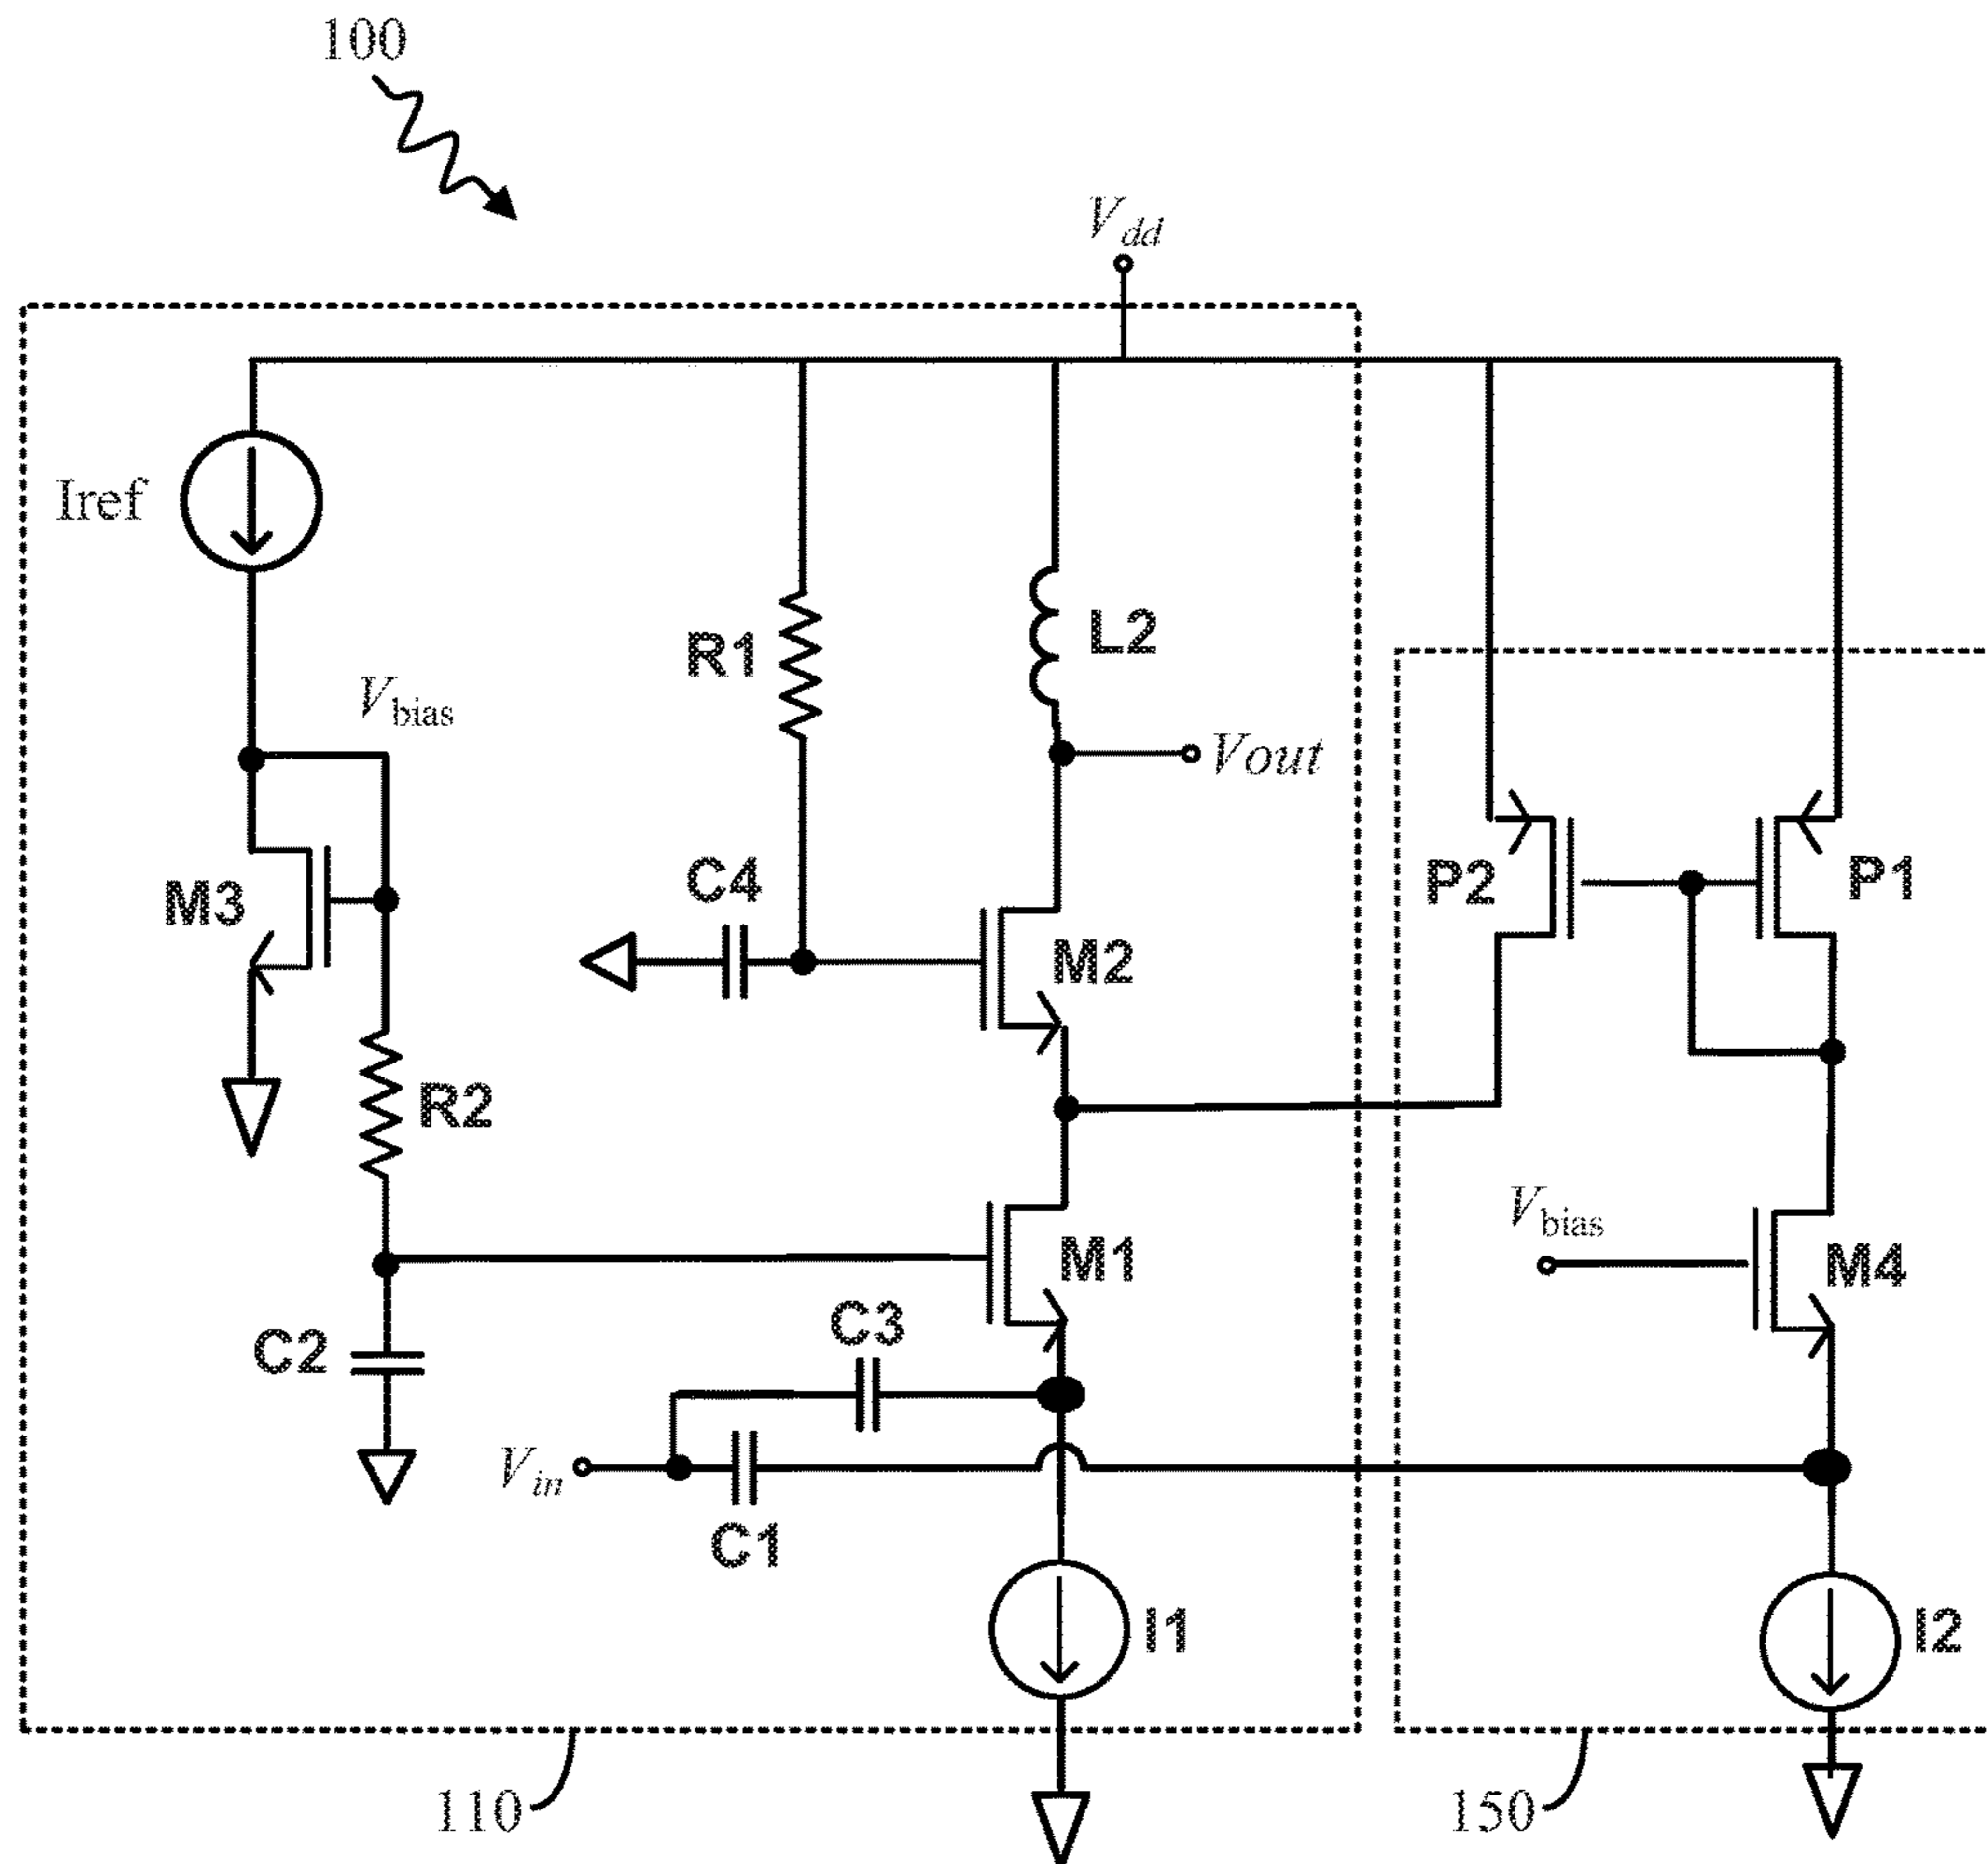 100
Vdd
Iref
R1
L2
Vbias
Vout
M3
C4
P2
P1
M2
R2
Vbias
M1
M4
C3
C2
Vin
C1
I1
I2
110
150